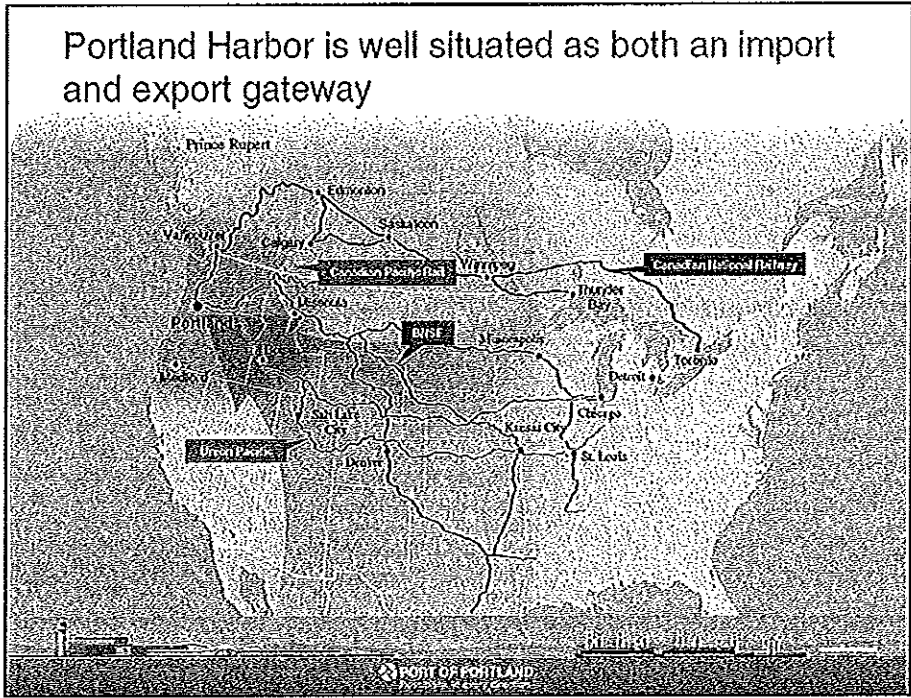 Portland Harbor is well situated as both an import
and export gateway
Prince Rupert
Edmonton
Saskatoon
Vancouver
Calgary
Canadian Pacific Rail
Winnipeg
Canadian National Railway
Thunder
Bay
Portland
BNSF
Minneapolis
Toronto
Detroit
Chicago
Salt Lake
City
Kansas City
Union Pacific
Denver
St. Louis
PORT OF PORTLAND